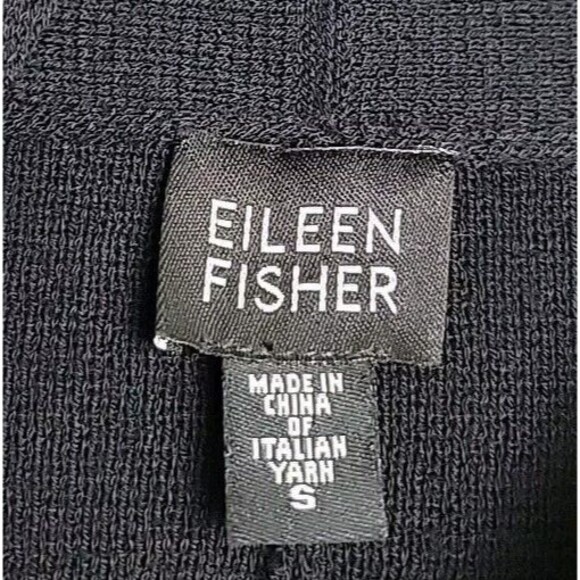 EILEEN
FISHER
MADE IN
CHINA
OF
ITALIAN
YARN
S